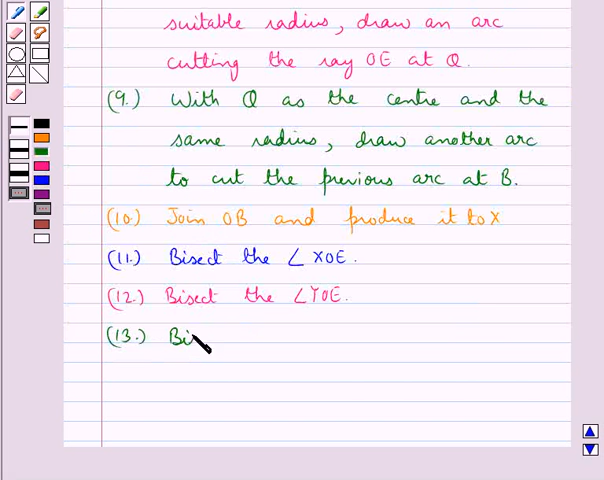 suitable radius, draw an arc
cutting the ray OE at Q.
(9.) With Q as the centre and the
same radius, draw another arc
to cut the previous arc at B.
(10.) Join OB and produce it to X
(11.) Bisect the ∠XOE.
(12.) Bisect the ∠YOE.
(13.) Bi